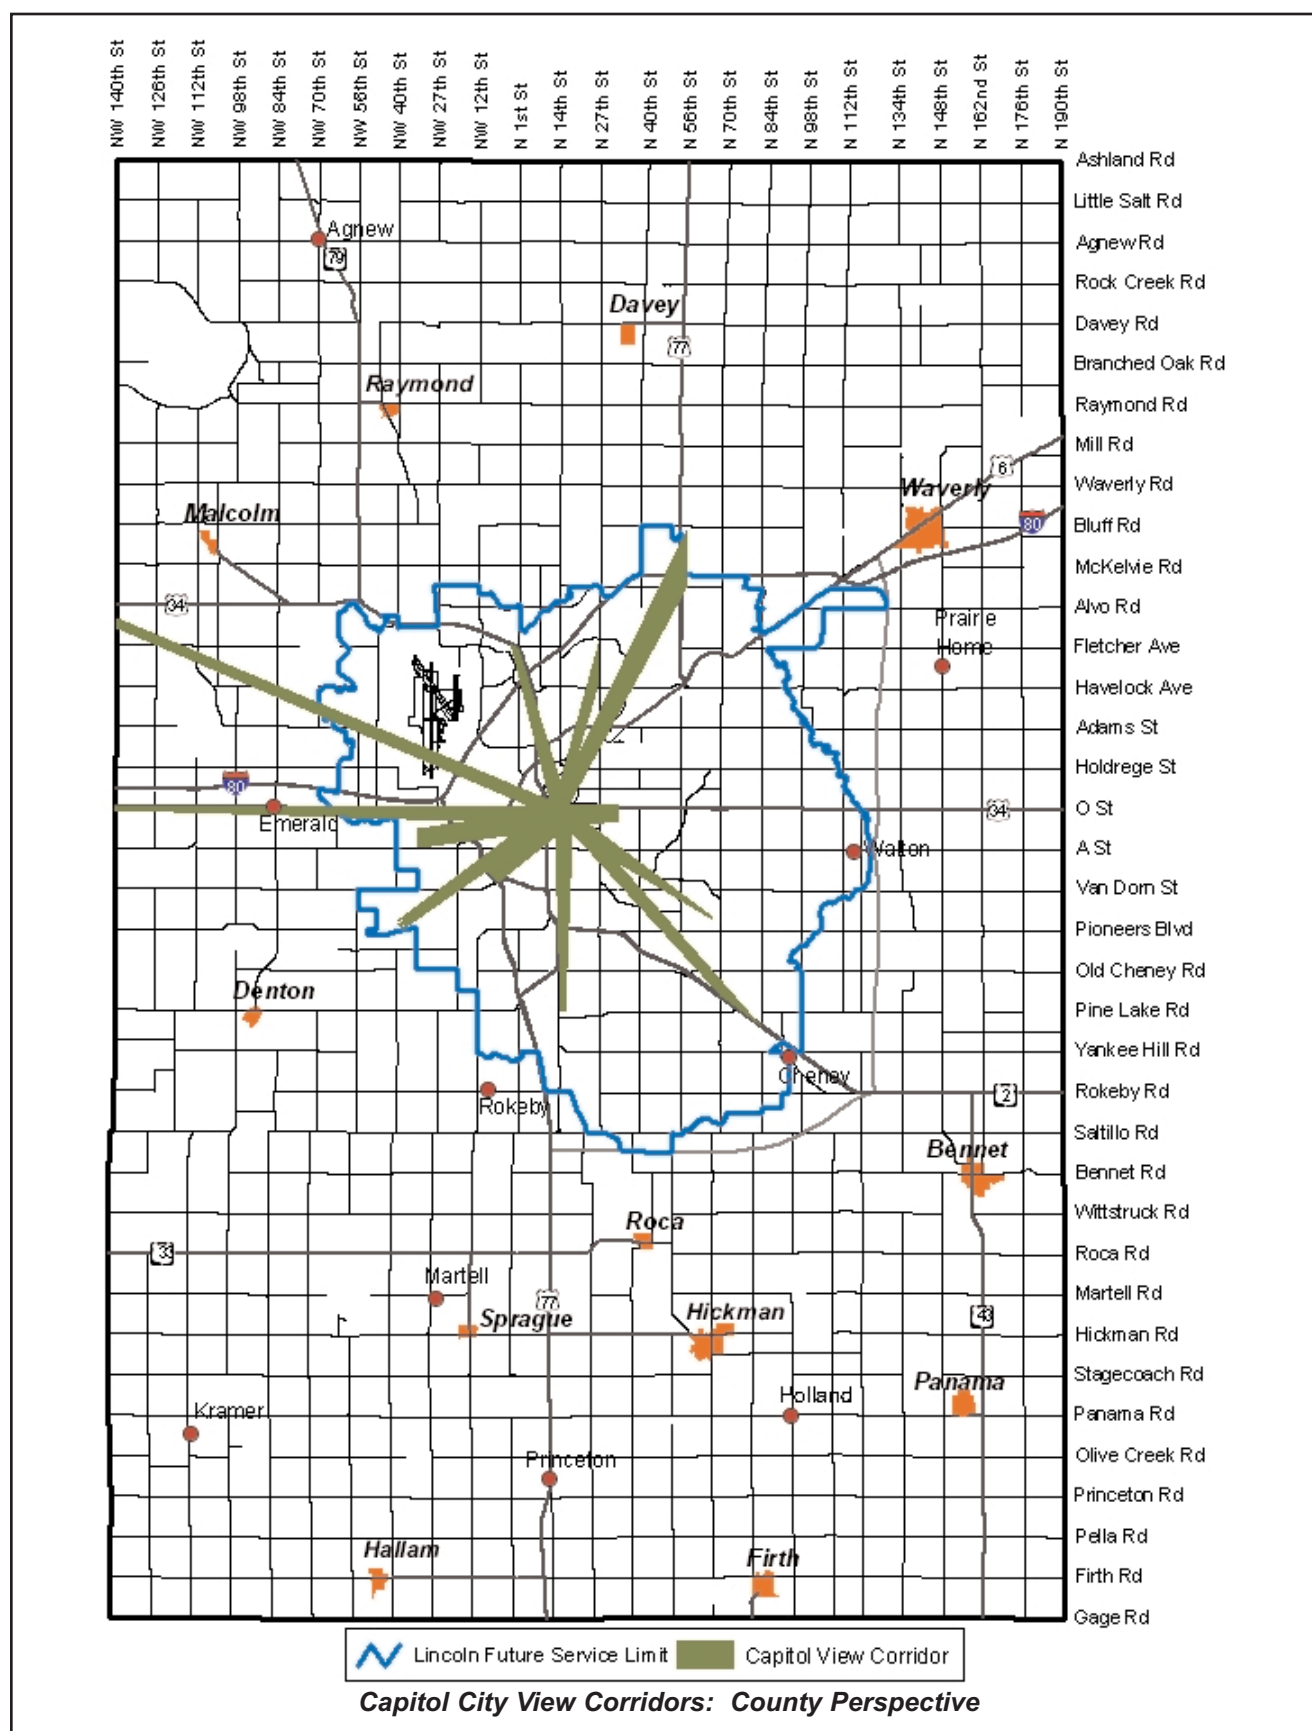 NW 140th St
NW 126th St
NW 112th St
NW 98th St
NW 84th St
NW 70th St
NW 56th St
NW 40th St
NW 27th St
NW 12th St
N 1st St
N 14th St
N 27th St
N 40th St
N 56th St
N 70th St
N 84th St
N 98th St
N 112th St
N 134th St
N 148th St
N 162nd St
N 176th St
N 190th St
Ashland Rd
Little Salt Rd
Agnew
Agnew Rd
79
Rock Creek Rd
Davey
Davey Rd
77
Branched Oak Rd
Raymond
Raymond Rd
Mill Rd
6
Waverly
Waverly Rd
Malcolm
80
Bluff Rd
McKelvie Rd
34
Alvo Rd
Prairie
Home
Fletcher Ave
Havelock Ave
Adams St
Holdrege St
80
34
O St
Emerald
Walton
A St
Van Dorn St
Pioneers Blvd
Old Cheney Rd
Denton
Pine Lake Rd
Yankee Hill Rd
Cheney
Rokeby
2
Rokeby Rd
Saltillo Rd
Bennet
Bennet Rd
Wittstruck Rd
Roca
33
Roca Rd
Martell
Martell Rd
77
Sprague
Hickman
43
Hickman Rd
Stagecoach Rd
Panama
Holland
Kramer
Panama Rd
Princeton
Olive Creek Rd
Princeton Rd
Pella Rd
Hallam
Firth
Firth Rd
Gage Rd
Lincoln Future Service Limit
Capitol View Corridor
Capitol City View Corridors: County Perspective